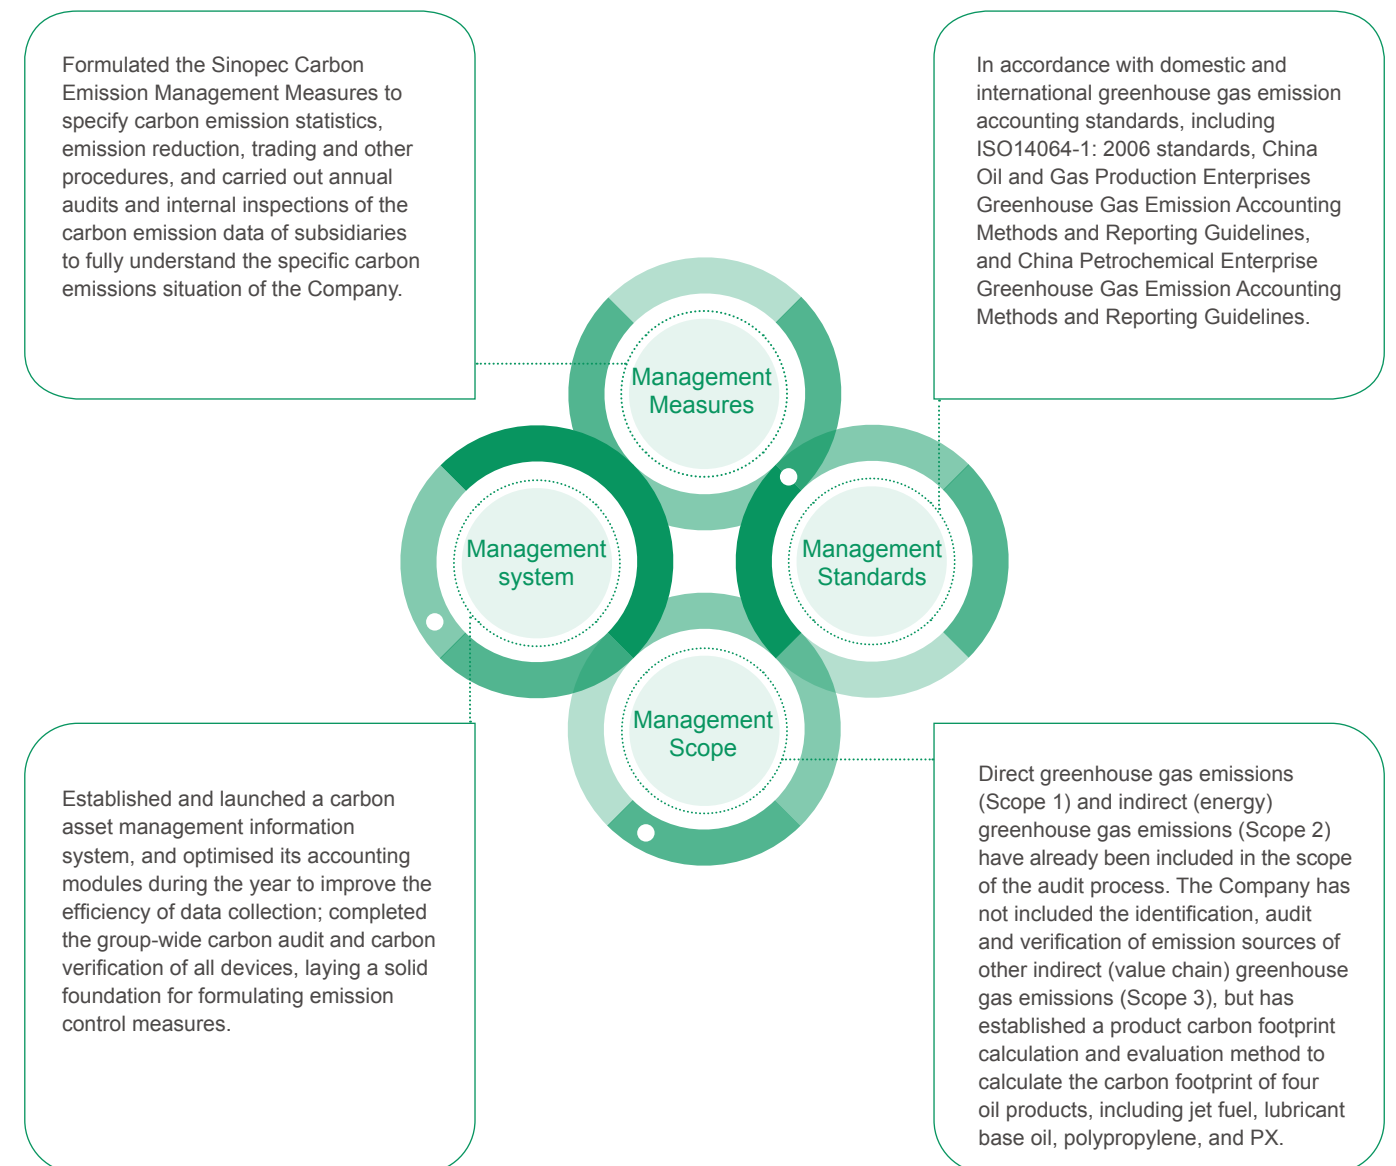 Formulated the Sinopec Carbon
Emission Management Measures to
specify carbon emission statistics,
emission reduction, trading and other
procedures, and carried out annual
audits and internal inspections of the
carbon emission data of subsidiaries
to fully understand the specific carbon
emissions situation of the Company.
In accordance with domestic and
international greenhouse gas emission
accounting standards, including
ISO14064-1: 2006 standards, China
Oil and Gas Production Enterprises
Greenhouse Gas Emission Accounting
Methods and Reporting Guidelines,
and China Petrochemical Enterprise
Greenhouse Gas Emission Accounting
Methods and Reporting Guidelines.
Management
Measures
Management
system
Management
Standards
Management
Scope
Established and launched a carbon
asset management information
system, and optimised its accounting
modules during the year to improve the
efficiency of data collection; completed
the group-wide carbon audit and carbon
verification of all devices, laying a solid
foundation for formulating emission
control measures.
Direct greenhouse gas emissions
(Scope 1) and indirect (energy)
greenhouse gas emissions (Scope 2)
have already been included in the scope
of the audit process. The Company has
not included the identification, audit
and verification of emission sources of
other indirect (value chain) greenhouse
gas emissions (Scope 3), but has
established a product carbon footprint
calculation and evaluation method to
calculate the carbon footprint of four
oil products, including jet fuel, lubricant
base oil, polypropylene, and PX.